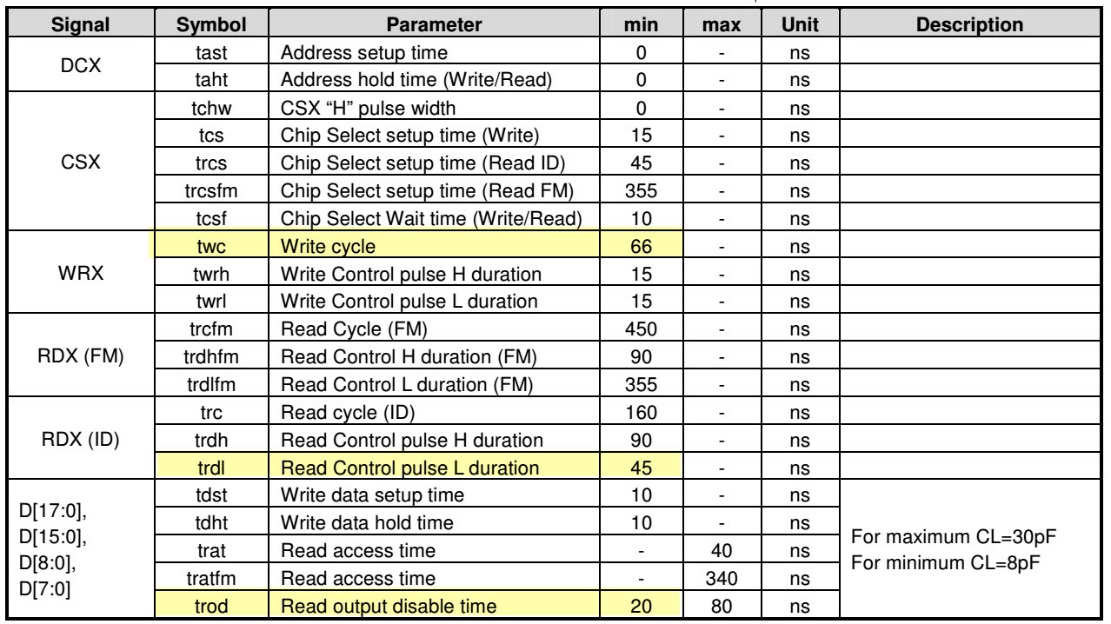 Signal Symbol Parameter min max Unit Description
DCX tast Address setup time 0 - ns
taht Address hold time (Write/Read) 0 - ns
CSX tchw CSX “H” pulse width 0 - ns
tcs Chip Select setup time (Write) 15 - ns
trcs Chip Select setup time (Read ID) 45 - ns
trcsfm Chip Select setup time (Read FM) 355 - ns
tcsf Chip Select Wait time (Write/Read) 10 - ns
WRX twc Write cycle 66 - ns
twrh Write Control pulse H duration 15 - ns
twrl Write Control pulse L duration 15 - ns
RDX (FM) trcfm Read Cycle (FM) 450 - ns
trdhfm Read Control H duration (FM) 90 - ns
trdlfm Read Control L duration (FM) 355 - ns
RDX (ID) trc Read cycle (ID) 160 - ns
trdh Read Control pulse H duration 90 - ns
trdl Read Control pulse L duration 45 - ns
D[17:0],
D[15:0],
D[8:0],
D[7:0]
tdst Write data setup time 10 - ns
tdht Write data hold time 10 - ns
trat Read access time - 40 ns
tratfm Read access time - 340 ns
trod Read output disable time 20 80 ns
For maximum CL=30pF
For minimum CL=8pF